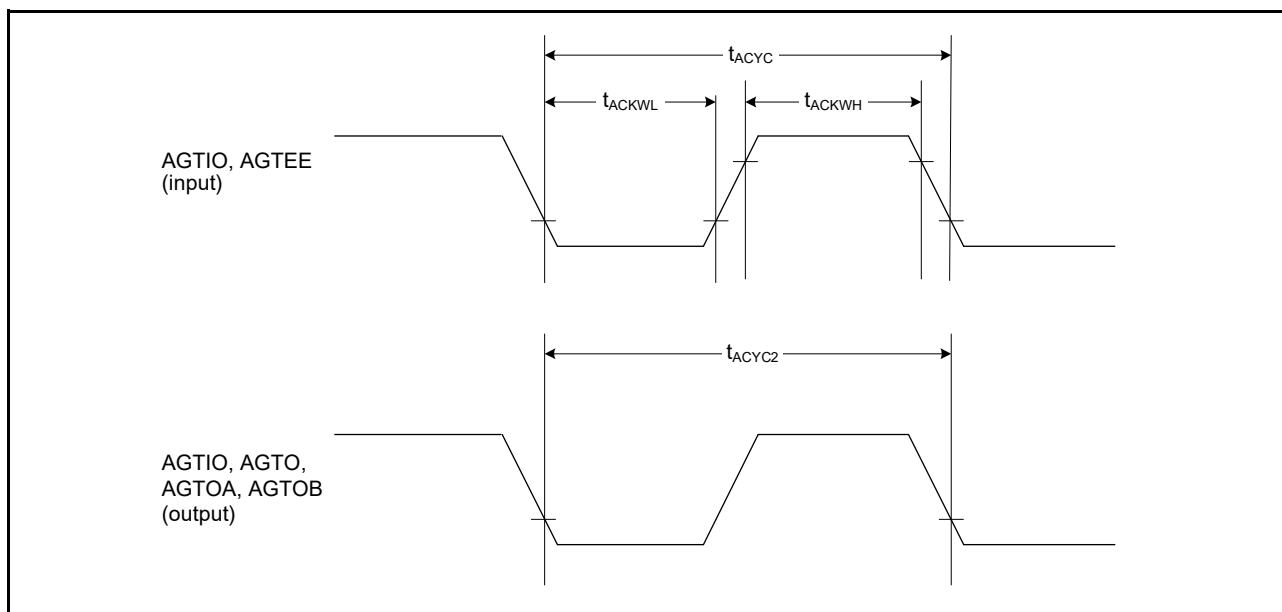 tACYC
tACKWL
tACKWH
AGTIO, AGTEE
(input)
tACYC2
AGTIO, AGTO,
AGTOA, AGTOB
(output)